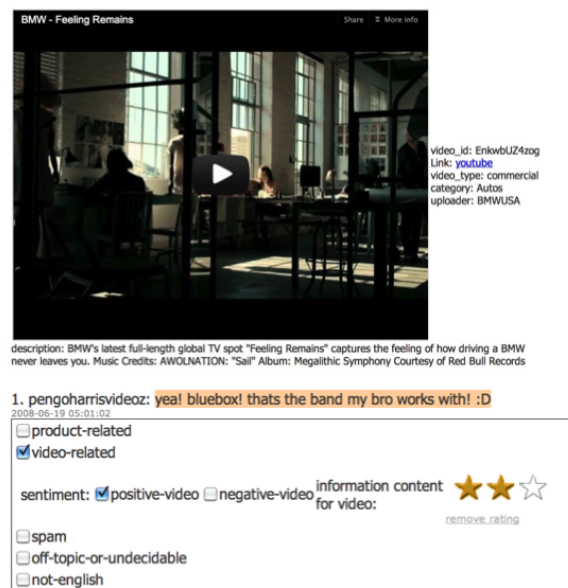 BMW - Feeling Remains
Share
More info
video_id: EnkwbUZ4zog
Link: youtube
video_type: commercial
category: Autos
uploader: BMWUSA
description: BMW's latest full-length global TV spot "Feeling Remains" captures the feeling of how driving a BMW
never leaves you. Music Credits: AWOLNATION: "Sail" Album: Megalithic Symphony Courtesy of Red Bull Records
1. pengoharrisvideoz: yea! bluebox! thats the band my bro works with! :D
2008-06-19 05:01:02
product-related
video-related
sentiment: positive-video negative-video
information content
for video:
remove rating
spam
off-topic-or-undecidable
not-english